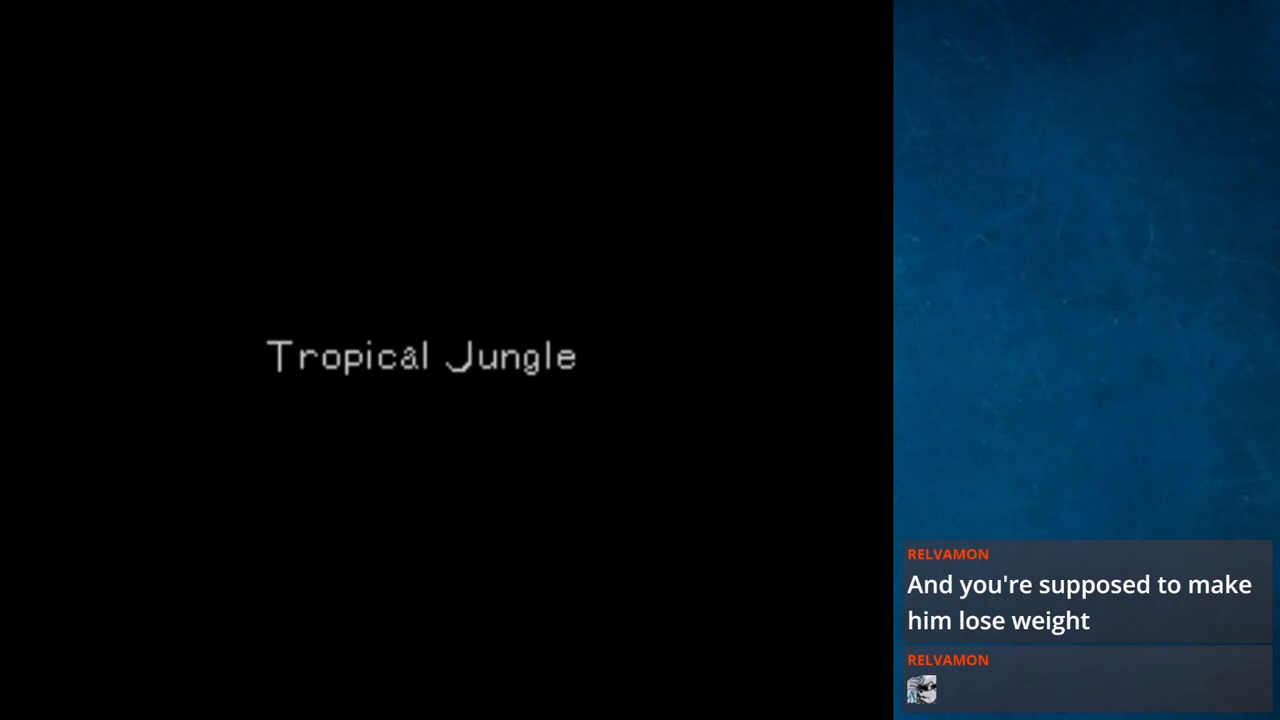 Tropical Jungle
RELVAMON
And you're supposed to make
him lose weight
RELVAMON